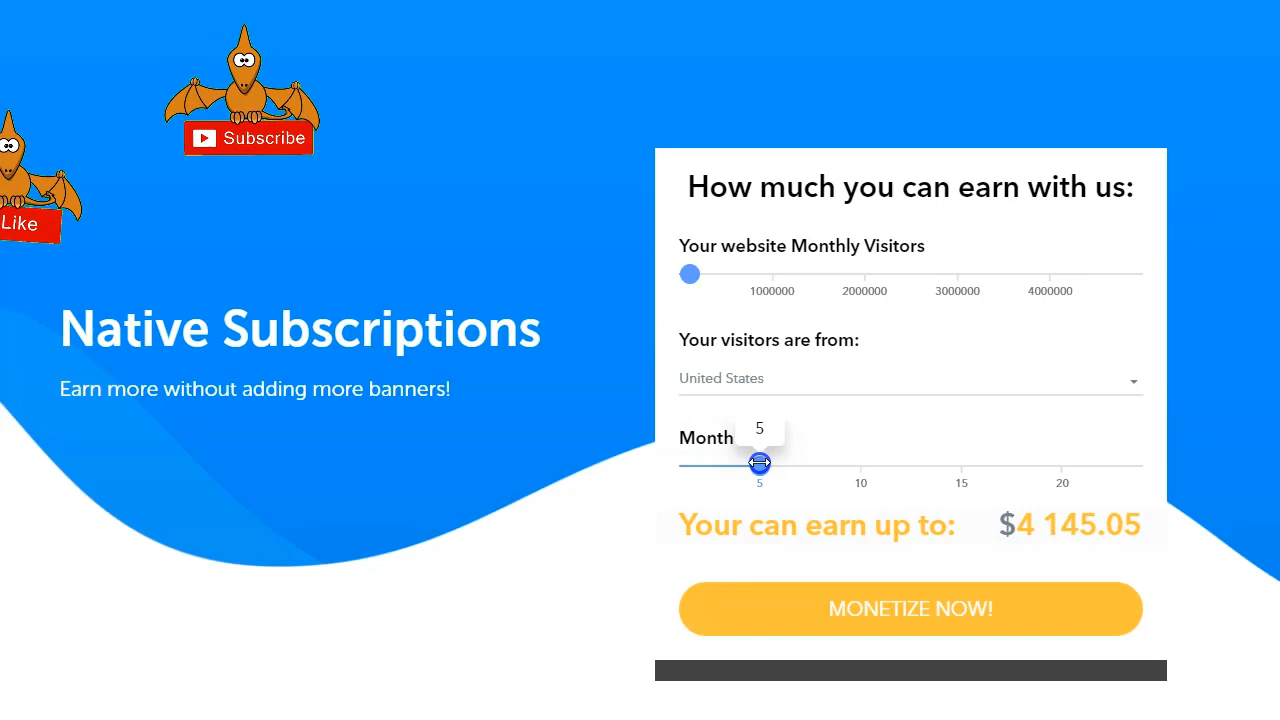 Subscribe
Like
Native Subscriptions
Earn more without adding more banners!
How much you can earn with us:
Your website Monthly Visitors
1000000 2000000 3000000 4000000
Your visitors are from:
United States
Month
5
5 10 15 20
Your can earn up to: $4 145.05
MONETIZE NOW!